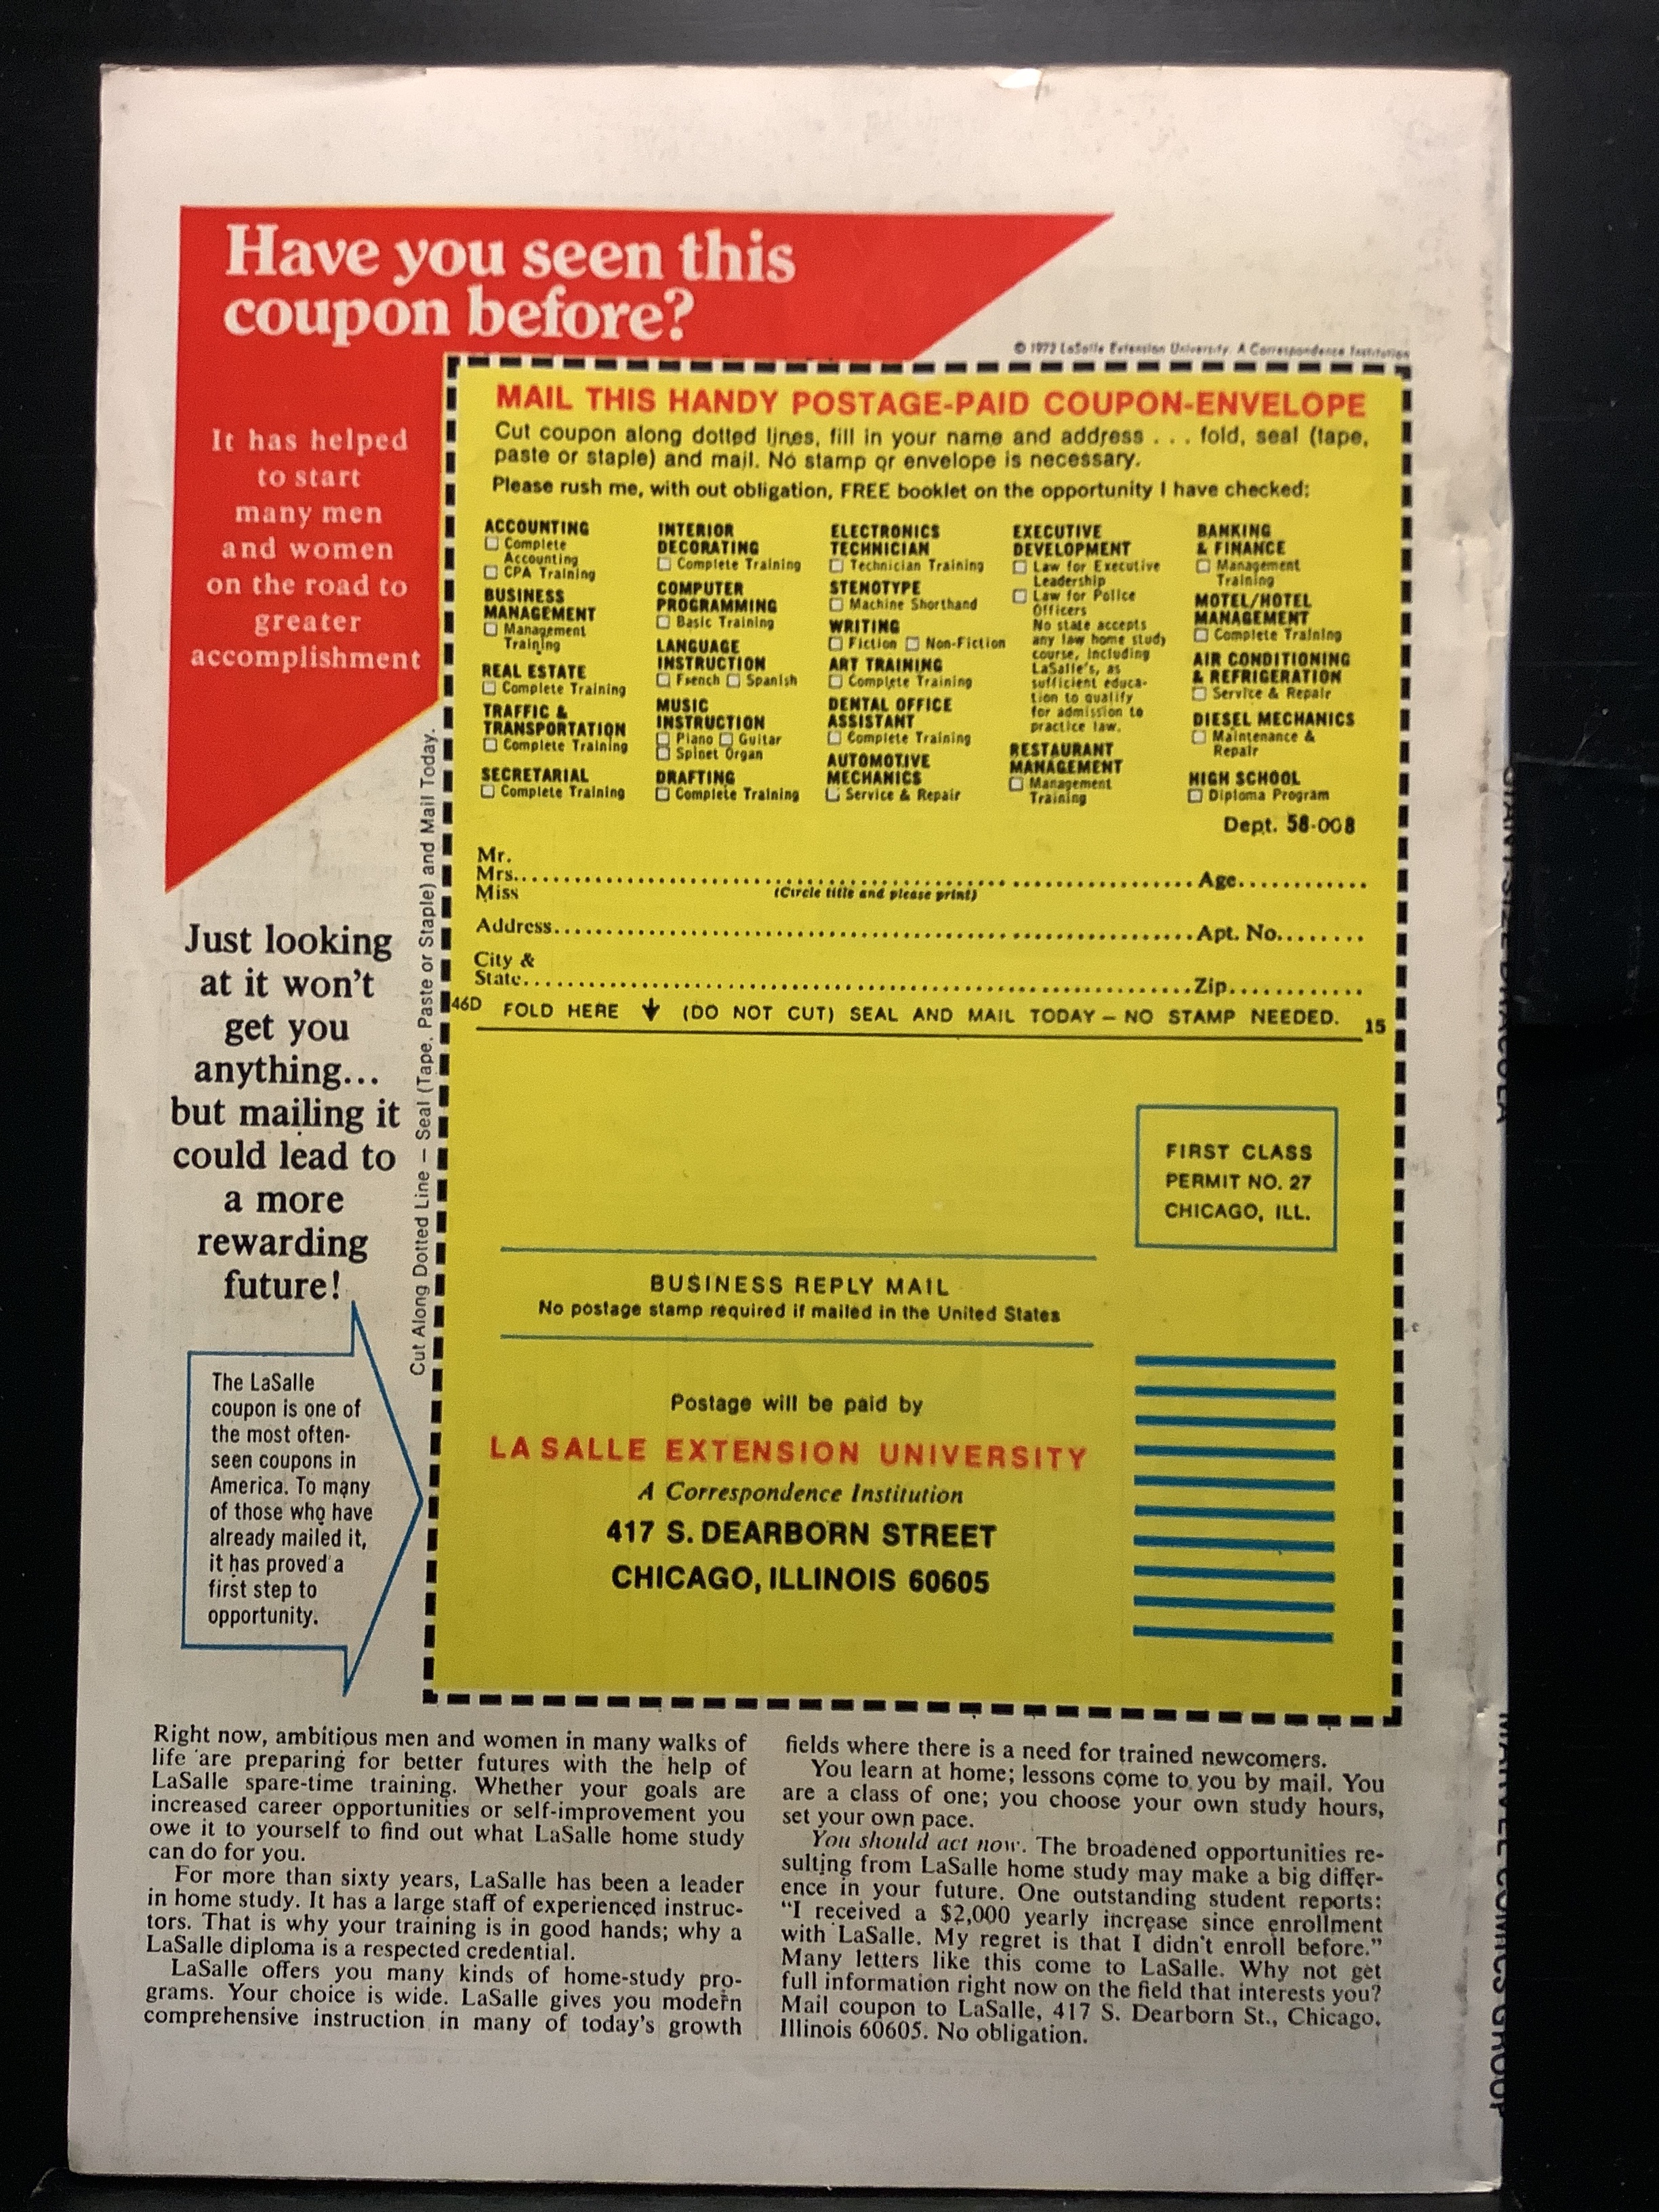 Have you seen this
coupon before?
© 1973 LaSalle Extension University. A Correspondence Institution
It has helped
to start
many men
and women
on the road to
greater
accomplishment
Just looking
at it won't
get you
anything...
but mailing it
could lead to
a more
rewarding
future!
The LaSalle
coupon is one of
the most often-
seen coupons in
America. To many
of those who have
already mailed it,
it has proved a
first step to
opportunity.
Cut Along Dotted Line — Seal (Tape, Paste or Staple) and Mail Today.
MAIL THIS HANDY POSTAGE-PAID COUPON-ENVELOPE
Cut coupon along dotted lines, fill in your name and address . . . fold, seal (tape,
paste or staple) and mail. No stamp or envelope is necessary.
Please rush me, with out obligation, FREE booklet on the opportunity I have checked:
ACCOUNTING
Complete
Accounting
CPA Training
BUSINESS
MANAGEMENT
Management
Training
REAL ESTATE
Complete Training
TRAFFIC &
TRANSPORTATION
Complete Training
SECRETARIAL
Complete Training
INTERIOR
DECORATING
Complete Training
COMPUTER
PROGRAMMING
Basic Training
LANGUAGE
INSTRUCTION
French Spanish
MUSIC
INSTRUCTION
Piano Guitar
Spinet Organ
DRAFTING
Complete Training
ELECTRONICS
TECHNICIAN
Technician Training
STENOTYPE
Machine Shorthand
WRITING
Fiction Non-Fiction
ART TRAINING
Complete Training
DENTAL OFFICE
ASSISTANT
Complete Training
AUTOMOTIVE
MECHANICS
Service & Repair
EXECUTIVE
DEVELOPMENT
Law for Executive
Leadership
Law for Police
Officers
No state accepts
any law home study
course, including
LaSalle's, as
sufficient educa-
tion to qualify
for admission to
practice law.
RESTAURANT
MANAGEMENT
Management
Training
BANKING
& FINANCE
Management
Training
MOTEL/HOTEL
MANAGEMENT
Complete Training
AIR CONDITIONING
& REFRIGERATION
Service & Repair
DIESEL MECHANICS
Maintenance &
Repair
HIGH SCHOOL
Diploma Program
Dept. 58-008
Mr.
Mrs. Age
Miss (Circle title and please print)
Address Apt. No.
City &
State Zip
46D FOLD HERE (DO NOT CUT) SEAL AND MAIL TODAY — NO STAMP NEEDED. 15
FIRST CLASS
PERMIT NO. 27
CHICAGO, ILL.
BUSINESS REPLY MAIL
No postage stamp required if mailed in the United States
Postage will be paid by
LA SALLE EXTENSION UNIVERSITY
A Correspondence Institution
417 S. DEARBORN STREET
CHICAGO, ILLINOIS 60605
Right now, ambitious men and women in many walks of
life are preparing for better futures with the help of
LaSalle spare-time training. Whether your goals are
increased career opportunities or self-improvement you
owe it to yourself to find out what LaSalle home study
can do for you.
For more than sixty years, LaSalle has been a leader
in home study. It has a large staff of experienced instruc-
tors. That is why your training is in good hands; why a
LaSalle diploma is a respected credential.
LaSalle offers you many kinds of home-study pro-
grams. Your choice is wide. LaSalle gives you modern
comprehensive instruction in many of today's growth
fields where there is a need for trained newcomers.
You learn at home; lessons come to you by mail. You
are a class of one; you choose your own study hours,
set your own pace.
You should act now. The broadened opportunities re-
sulting from LaSalle home study may make a big differ-
ence in your future. One outstanding student reports:
"I received a $2,000 yearly increase since enrollment
with LaSalle. My regret is that I didn't enroll before."
Many letters like this come to LaSalle. Why not get
full information right now on the field that interests you?
Mail coupon to LaSalle, 417 S. Dearborn St., Chicago,
Illinois 60605. No obligation.
GIANT-SIZE DRACULA
MARVEL COMICS GROUP